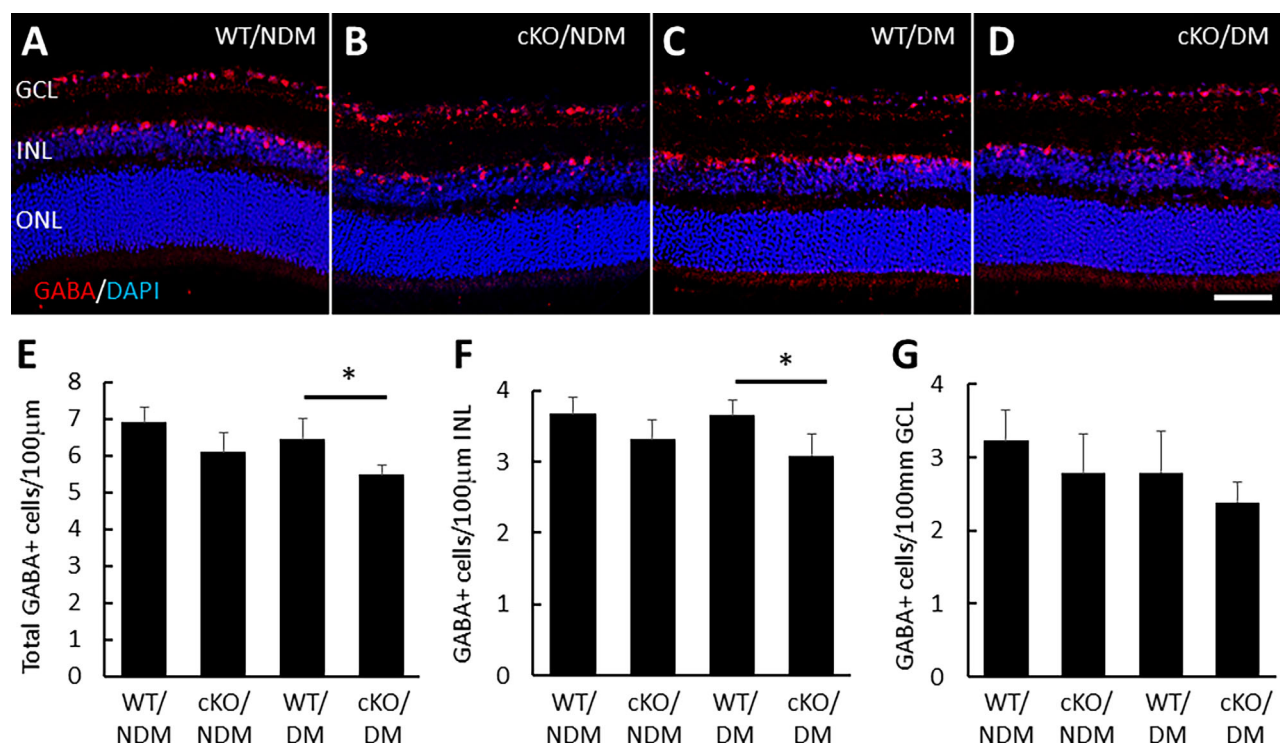 A
WT/NDM
B
cKO/NDM
C
WT/DM
D
cKO/DM
GCL
INL
ONL
GABA/DAPI
E
Total GABA+ cells/100µm
8
7
6
5
4
3
2
1
0
*
WT/
NDM
cKO/
NDM
WT/
DM
cKO/
DM
F
GABA+ cells/100µm INL
4
3
2
1
0
*
WT/
NDM
cKO/
NDM
WT/
DM
cKO/
DM
G
GABA+ cells/100mm GCL
4
3
2
1
0
WT/
NDM
cKO/
NDM
WT/
DM
cKO/
DM